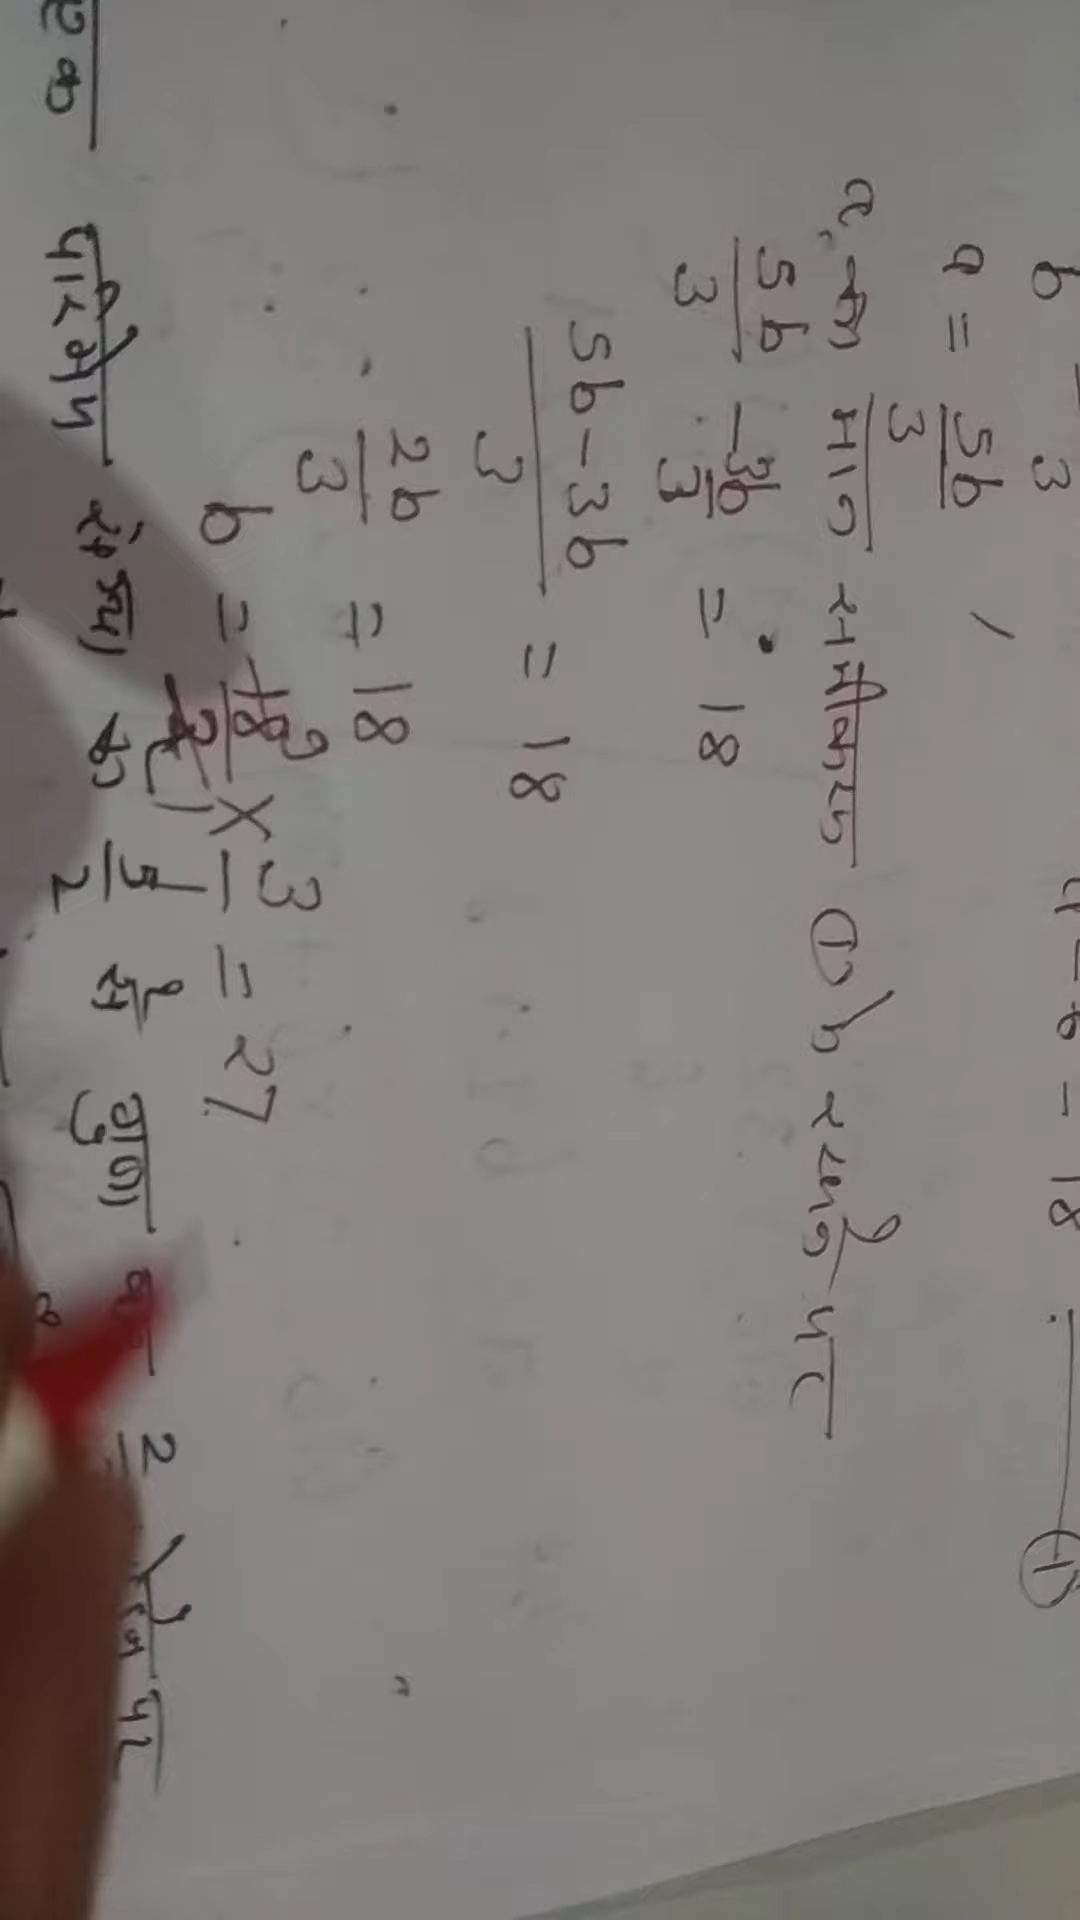 b 3 a - b = 18 ①
a = 5b/3
a का मान समीकरण ① में रखने पर
5b/3 - 3b/3 = 18
5b - 3b/3 = 18
2b/3 = 18
b = 18/2 × 3 = 27
एक परिमेय संख्या को 5/2 से गुणा 2 पर